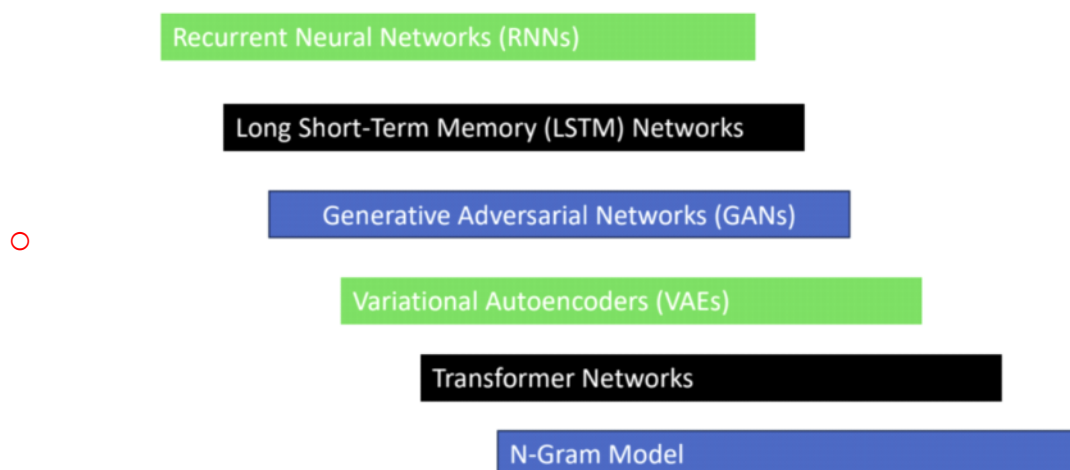 Recurrent Neural Networks (RNNs)
Long Short-Term Memory (LSTM) Networks
Generative Adversarial Networks (GANs)
Variational Autoencoders (VAEs)
Transformer Networks
N-Gram Model